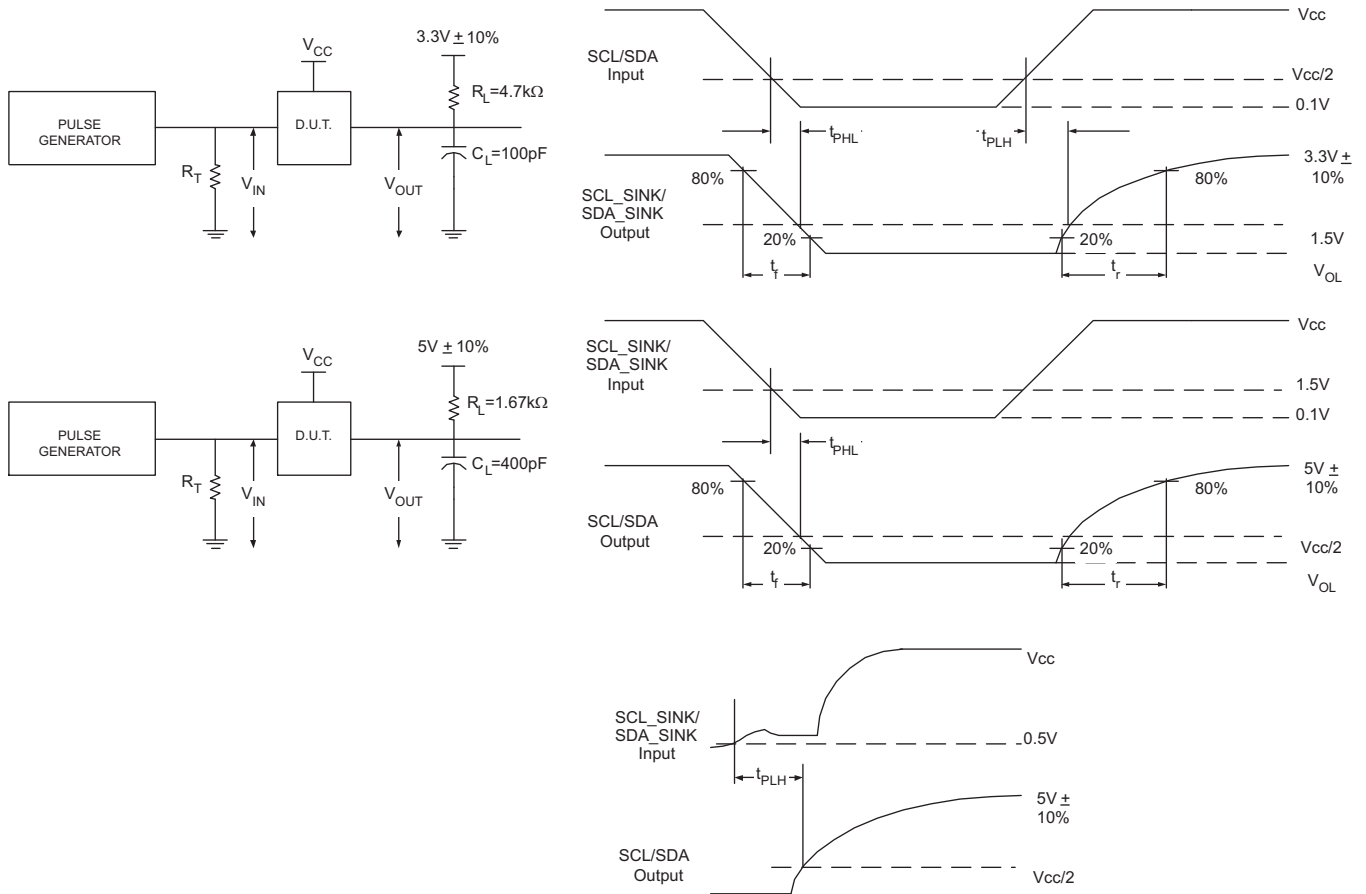 3.3V ± 10%
V_CC
R_L=4.7kΩ
PULSE
GENERATOR
D.U.T.
R_T
V_IN
V_OUT
C_L=100pF
Vcc
SCL/SDA
Input
Vcc/2
0.1V
t_PHL
t_PLH
3.3V ±
10%
80%
80%
SCL_SINK/
SDA_SINK
Output
20%
20%
1.5V
t_f
t_r
V_OL
5V ± 10%
V_CC
R_L=1.67kΩ
PULSE
GENERATOR
D.U.T.
R_T
V_IN
V_OUT
C_L=400pF
Vcc
SCL_SINK/
SDA_SINK
Input
1.5V
0.1V
t_PHL
5V ±
10%
80%
80%
SCL/SDA
Output
20%
20%
Vcc/2
t_f
t_r
V_OL
Vcc
SCL_SINK/
SDA_SINK
Input
0.5V
t_PLH
5V ±
10%
SCL/SDA
Output
Vcc/2